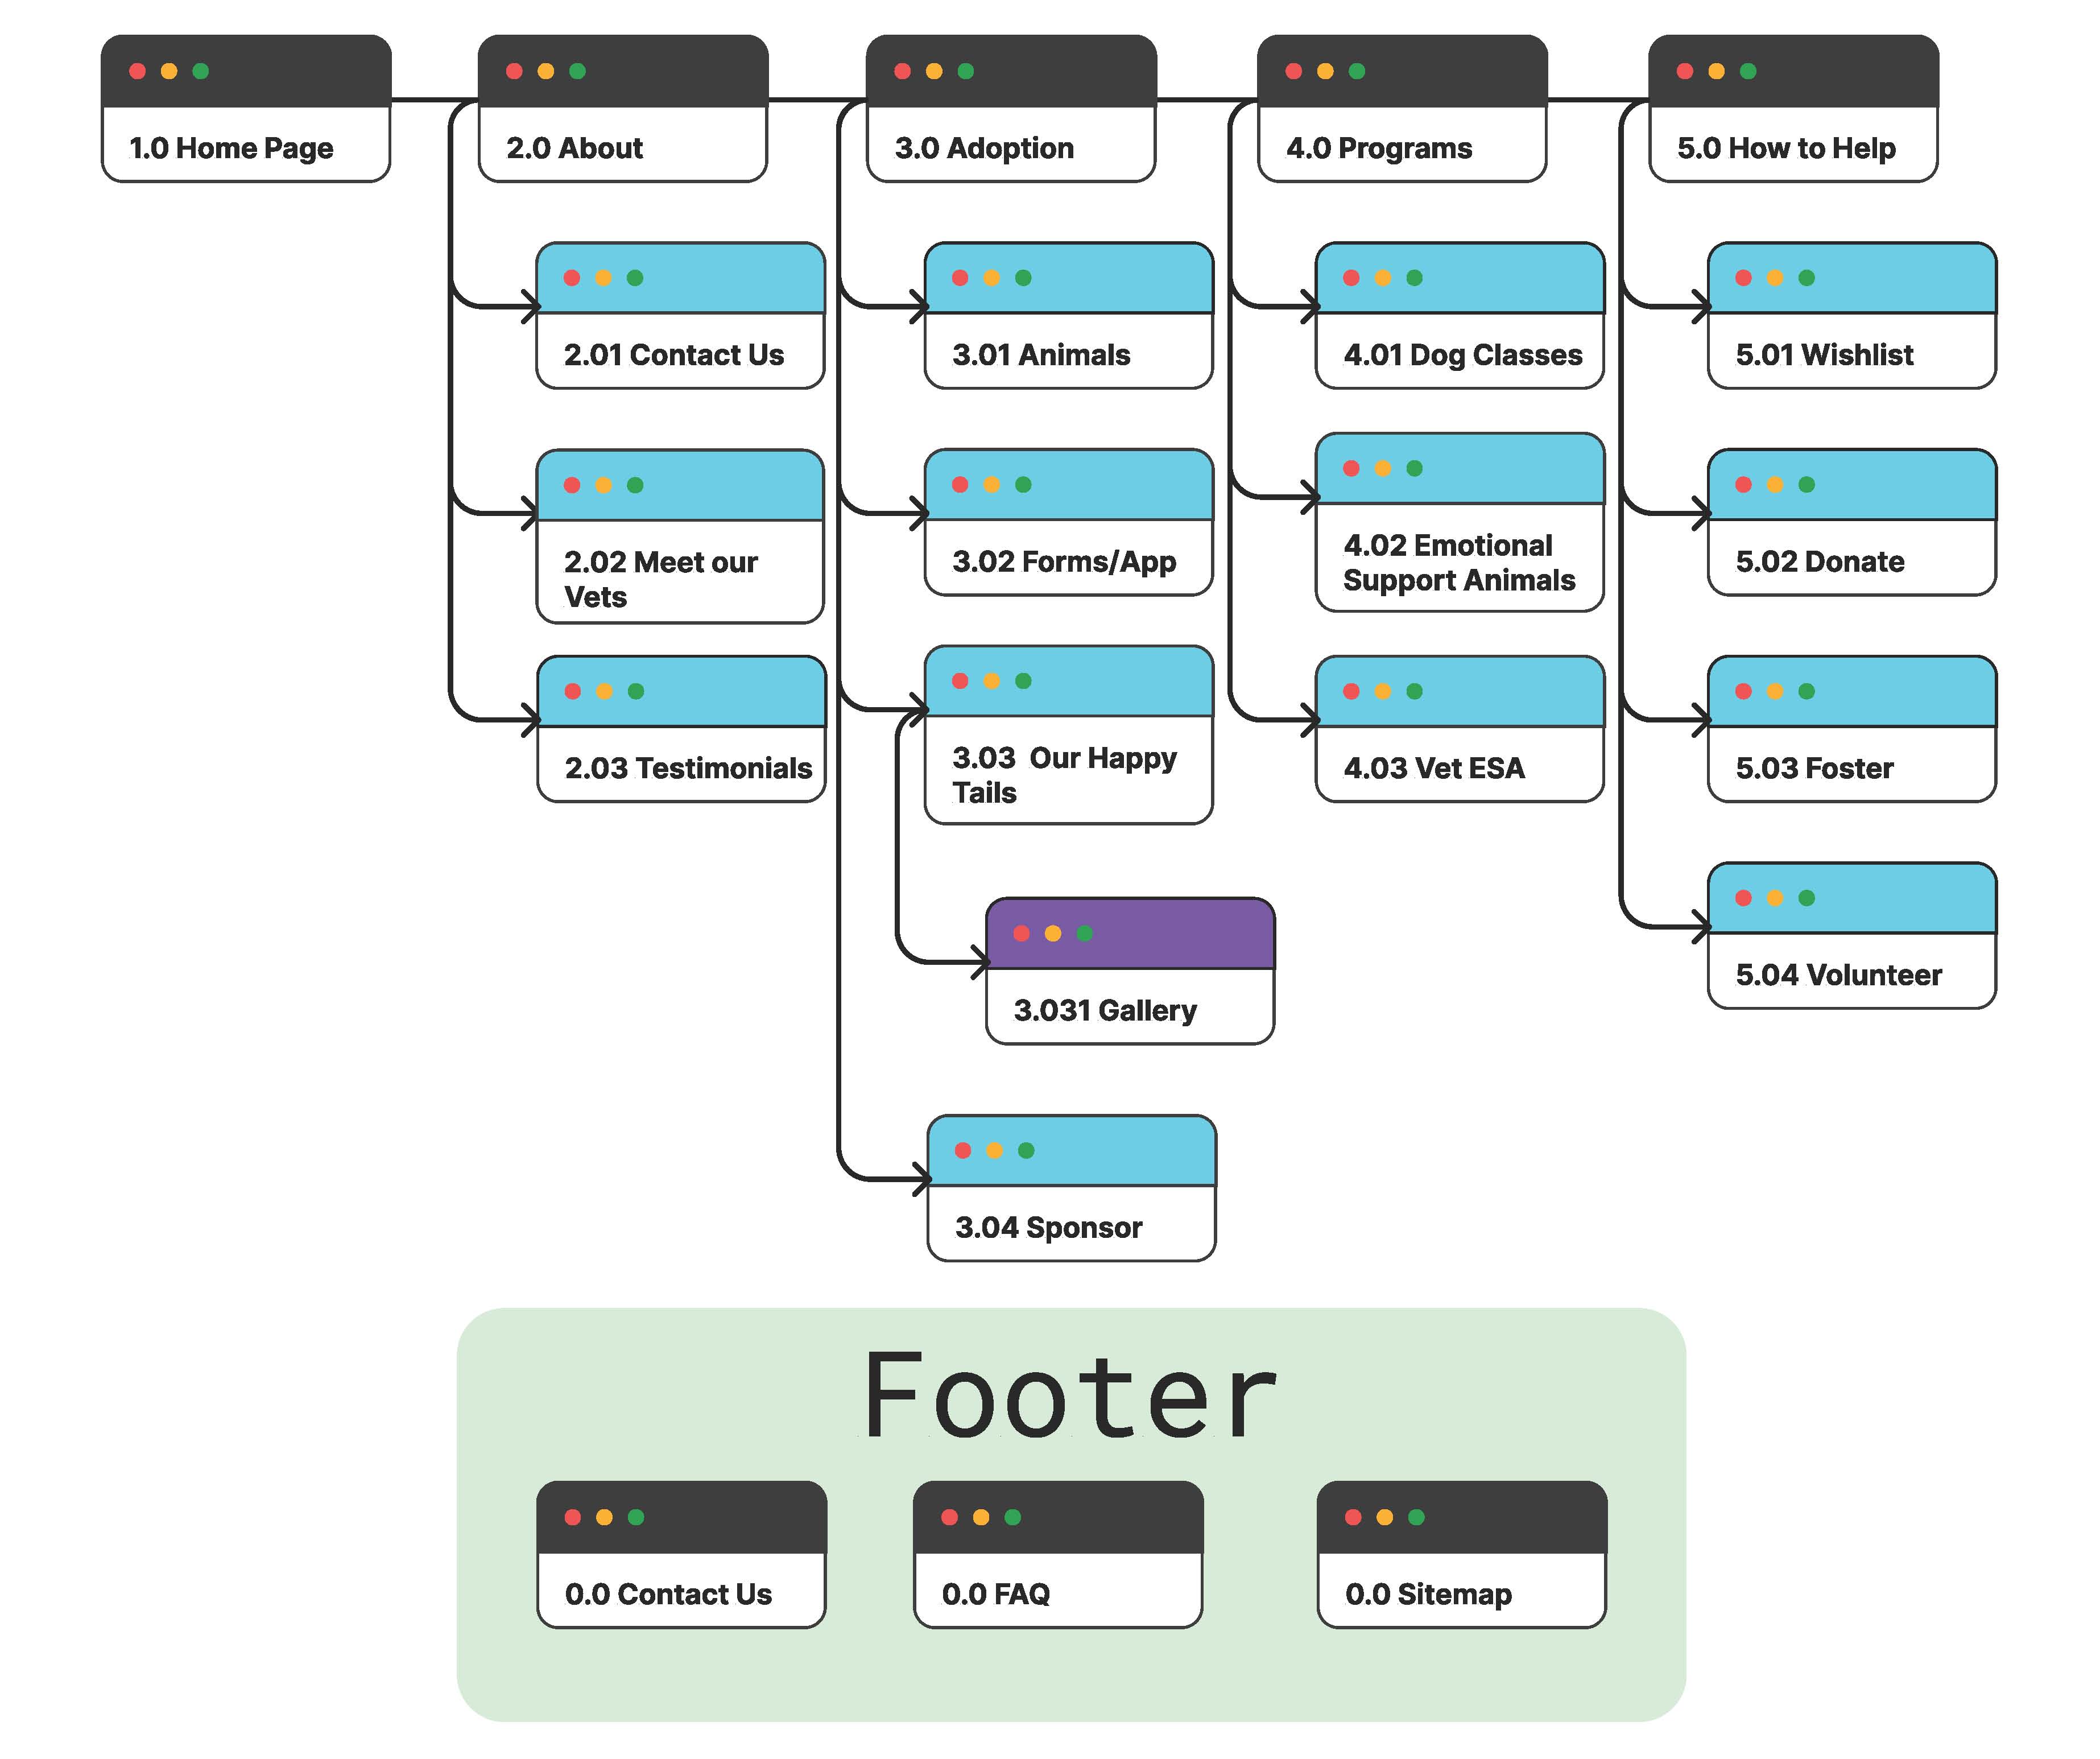 1.0 Home Page
2.0 About
3.0 Adoption
4.0 Programs
5.0 How to Help
2.01 Contact Us
3.01 Animals
4.01 Dog Classes
5.01 Wishlist
2.02 Meet our
Vets
3.02 Forms/App
4.02 Emotional
Support Animals
5.02 Donate
2.03 Testimonials
3.03 Our Happy
Tails
4.03 Vet ESA
5.03 Foster
3.031 Gallery
5.04 Volunteer
3.04 Sponsor
Footer
0.0 Contact Us
0.0 FAQ
0.0 Sitemap